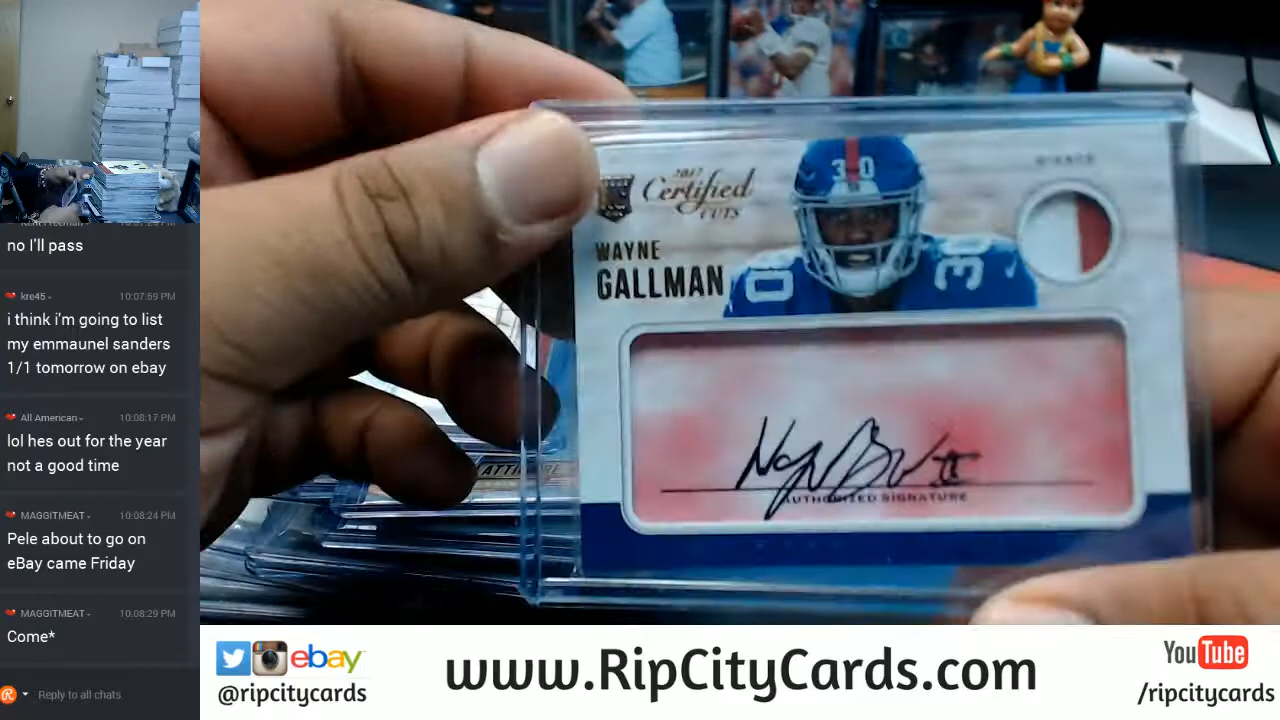 no I'll pass
kre45
10:07:59 PM
i think i'm going to list
my emmaunel sanders
1/1 tomorrow on ebay
All American
10:08:17 PM
lol hes out for the year
not a good time
MAGGITMEAT
10:08:24 PM
Pele about to go on
eBay came Friday
MAGGITMEAT
10:08:29 PM
Come*
Reply to all chats
2017
Certified
CUTS
GIANTS
WAYNE
GALLMAN
30
30
AUTHORIZED SIGNATURE
ebay
@ripcitycards
www.RipCityCards.com
YouTube
/ripcitycards